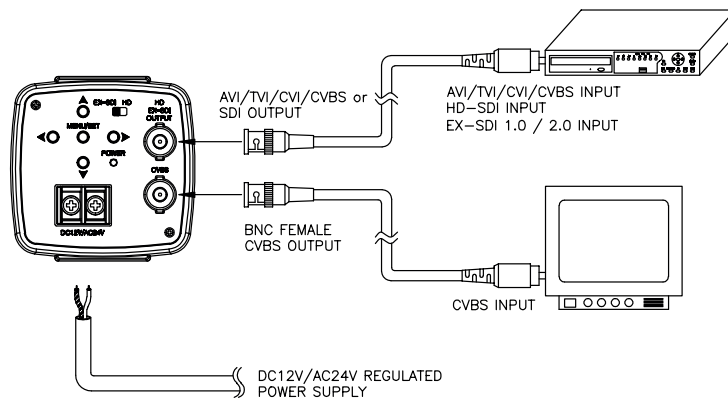 EX-SDI HD
HD
EX-SDI
OUTPUT
MENU/SET
POWER
CVBS
DC12V/AC24V
AVI/TVI/CVI/CVBS or
SDI OUTPUT
AVI/TVI/CVI/CVBS INPUT
HD-SDI INPUT
EX-SDI 1.0 / 2.0 INPUT
BNC FEMALE
CVBS OUTPUT
CVBS INPUT
DC12V/AC24V REGULATED
POWER SUPPLY